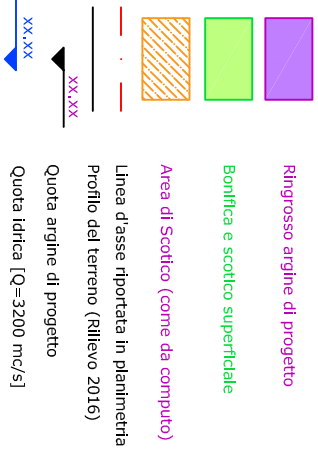 Ringrosso argine di progetto
Bonifica e scotico superficiale
Area di Scotico (come da computo)
Linea d'asse riportata in planimetria
Profilo del terreno (Rilievo 2016)
xx.xx
Quota argine di progetto
xx.xx
Quota idrica [Q=3200 mc/s]